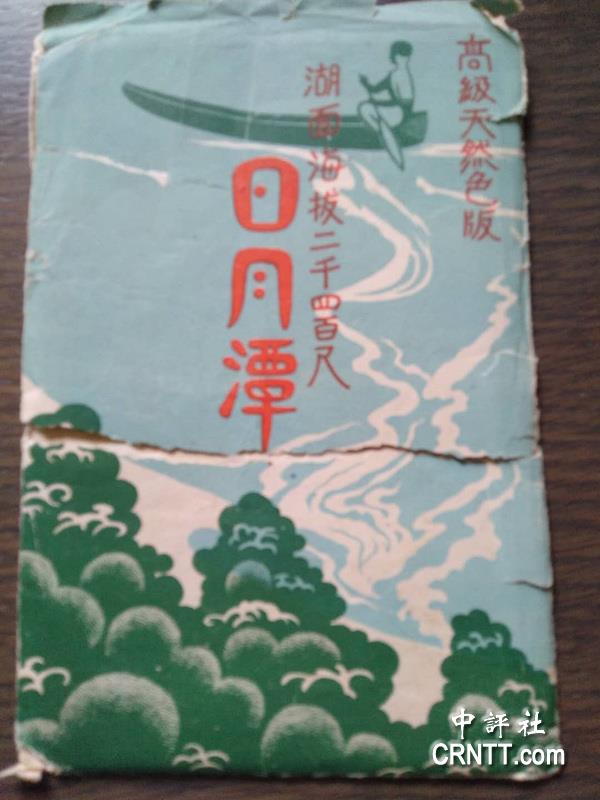 高級天然色版
湖面海拔二千四百尺
日月潭
中評社
CRNTT.com